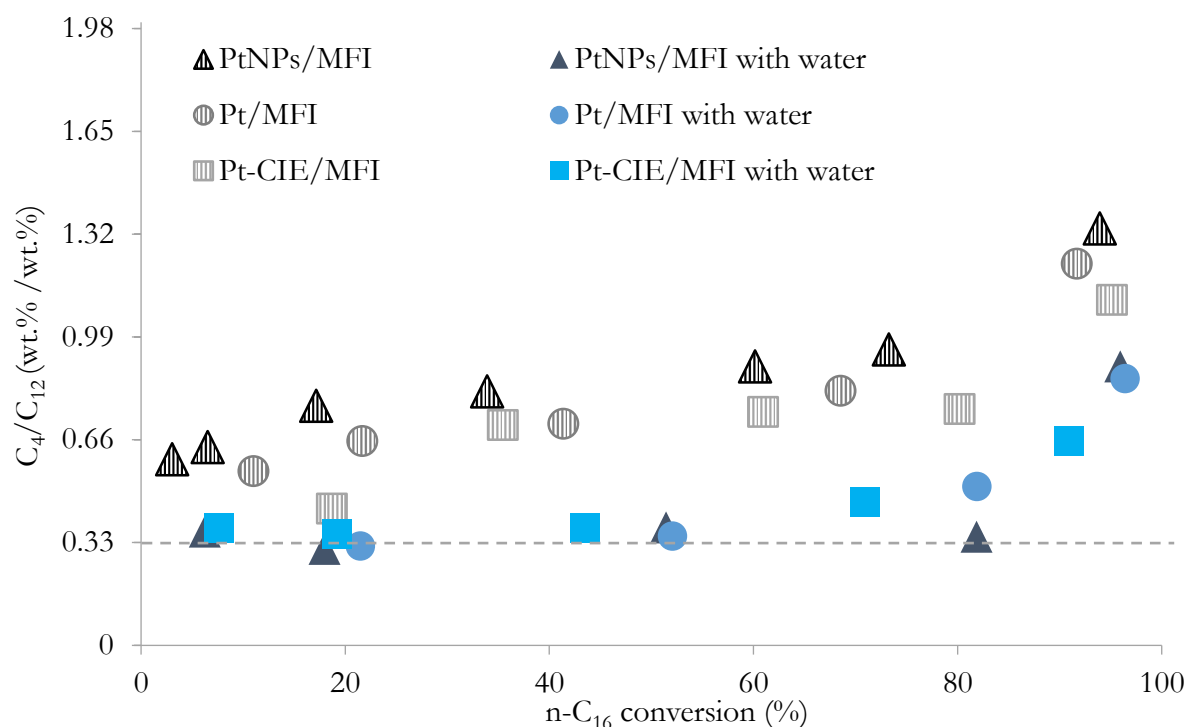 1.98
1.65
1.32
0.99
0.66
0.33
0
C₄/C₁₂ (wt.% /wt.%)
PtNPs/MFI
PtNPs/MFI with water
Pt/MFI
Pt/MFI with water
Pt-CIE/MFI
Pt-CIE/MFI with water
0 20 40 60 80 100
n-C₁₆ conversion (%)